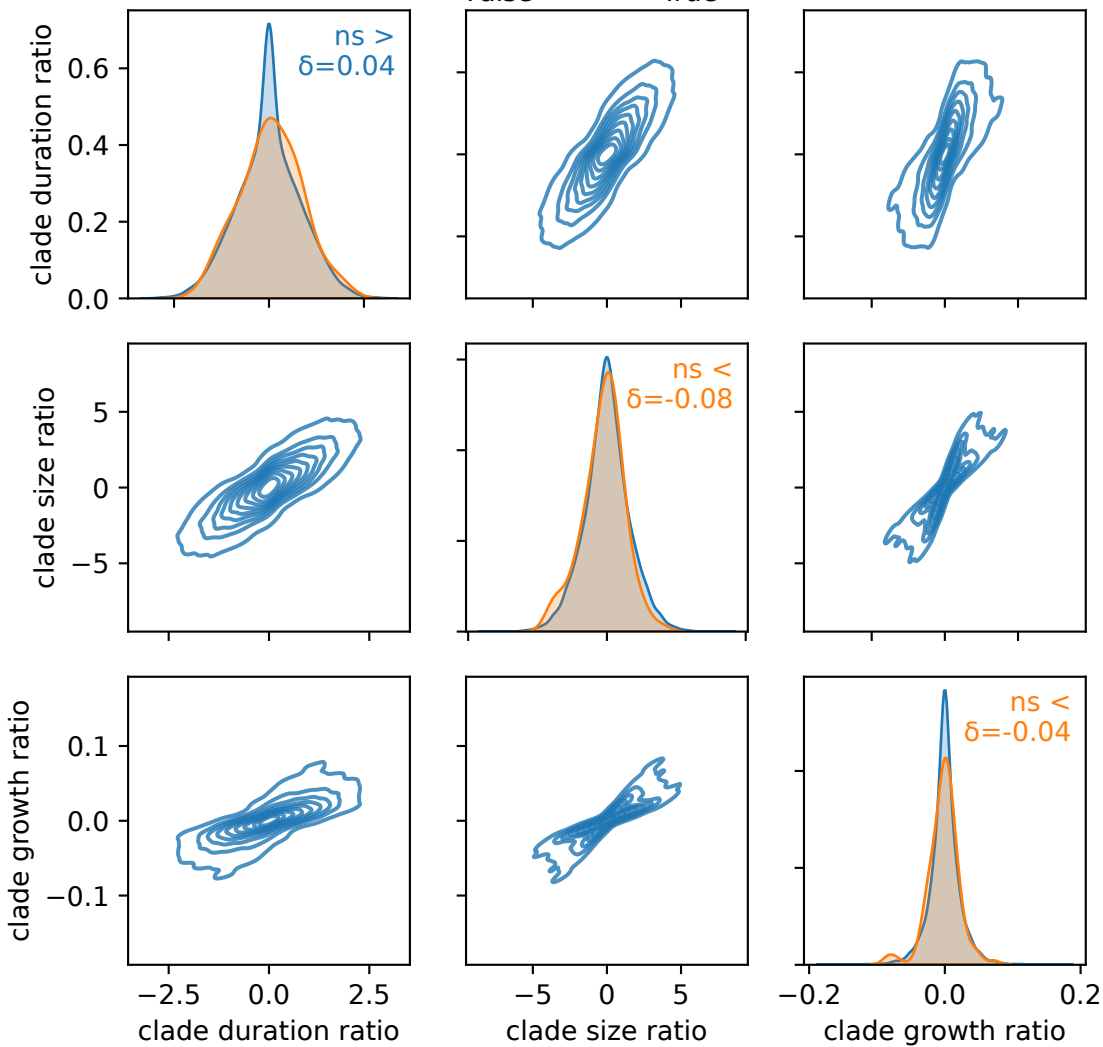 clade duration ratio
0.6
0.4
0.2
0.0
ns >
δ=0.04
clade size ratio
5
0
−5
ns <
δ=-0.08
clade growth ratio
0.1
0.0
−0.1
ns <
δ=-0.04
−2.5 0.0 2.5
−5 0 5
−0.2 0.0 0.2
clade duration ratio
clade size ratio
clade growth ratio